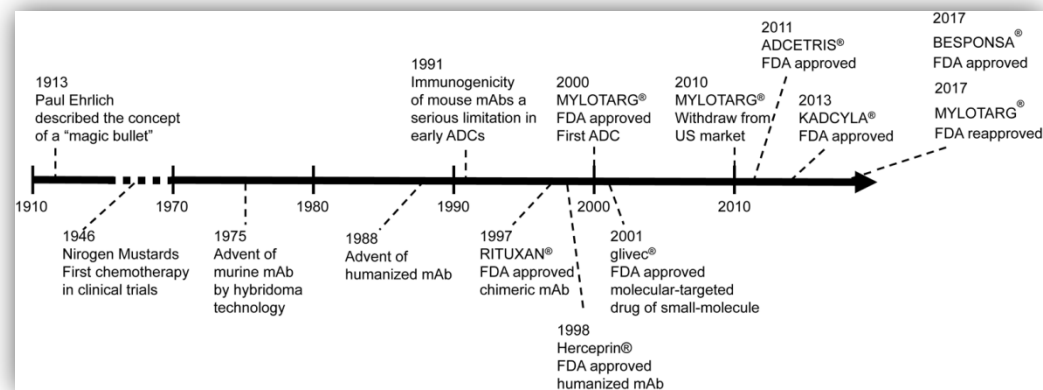 1913
Paul Ehrlich
described the concept
of a “magic bullet”
1991
Immunogenicity
of mouse mAbs a
serious limitation in
early ADCs
2000
MYLOTARG®
FDA approved
First ADC
2010
MYLOTARG®
Withdraw from
US market
2011
ADCETRIS®
FDA approved
2013
KADCYLA®
FDA approved
2017
BESPONSA®
FDA approved
2017
MYLOTARG®
FDA reapproved
1910
1970
1980
1990
2000
2010
1946
Nirogen Mustards
First chemotherapy
in clinical trials
1975
Advent of
murine mAb
by hybridoma
technology
1988
Advent of
humanized mAb
1997
RITUXAN®
FDA approved
chimeric mAb
1998
Herceprin®
FDA approved
humanized mAb
2001
glivec®
FDA approved
molecular-targeted
drug of small-molecule